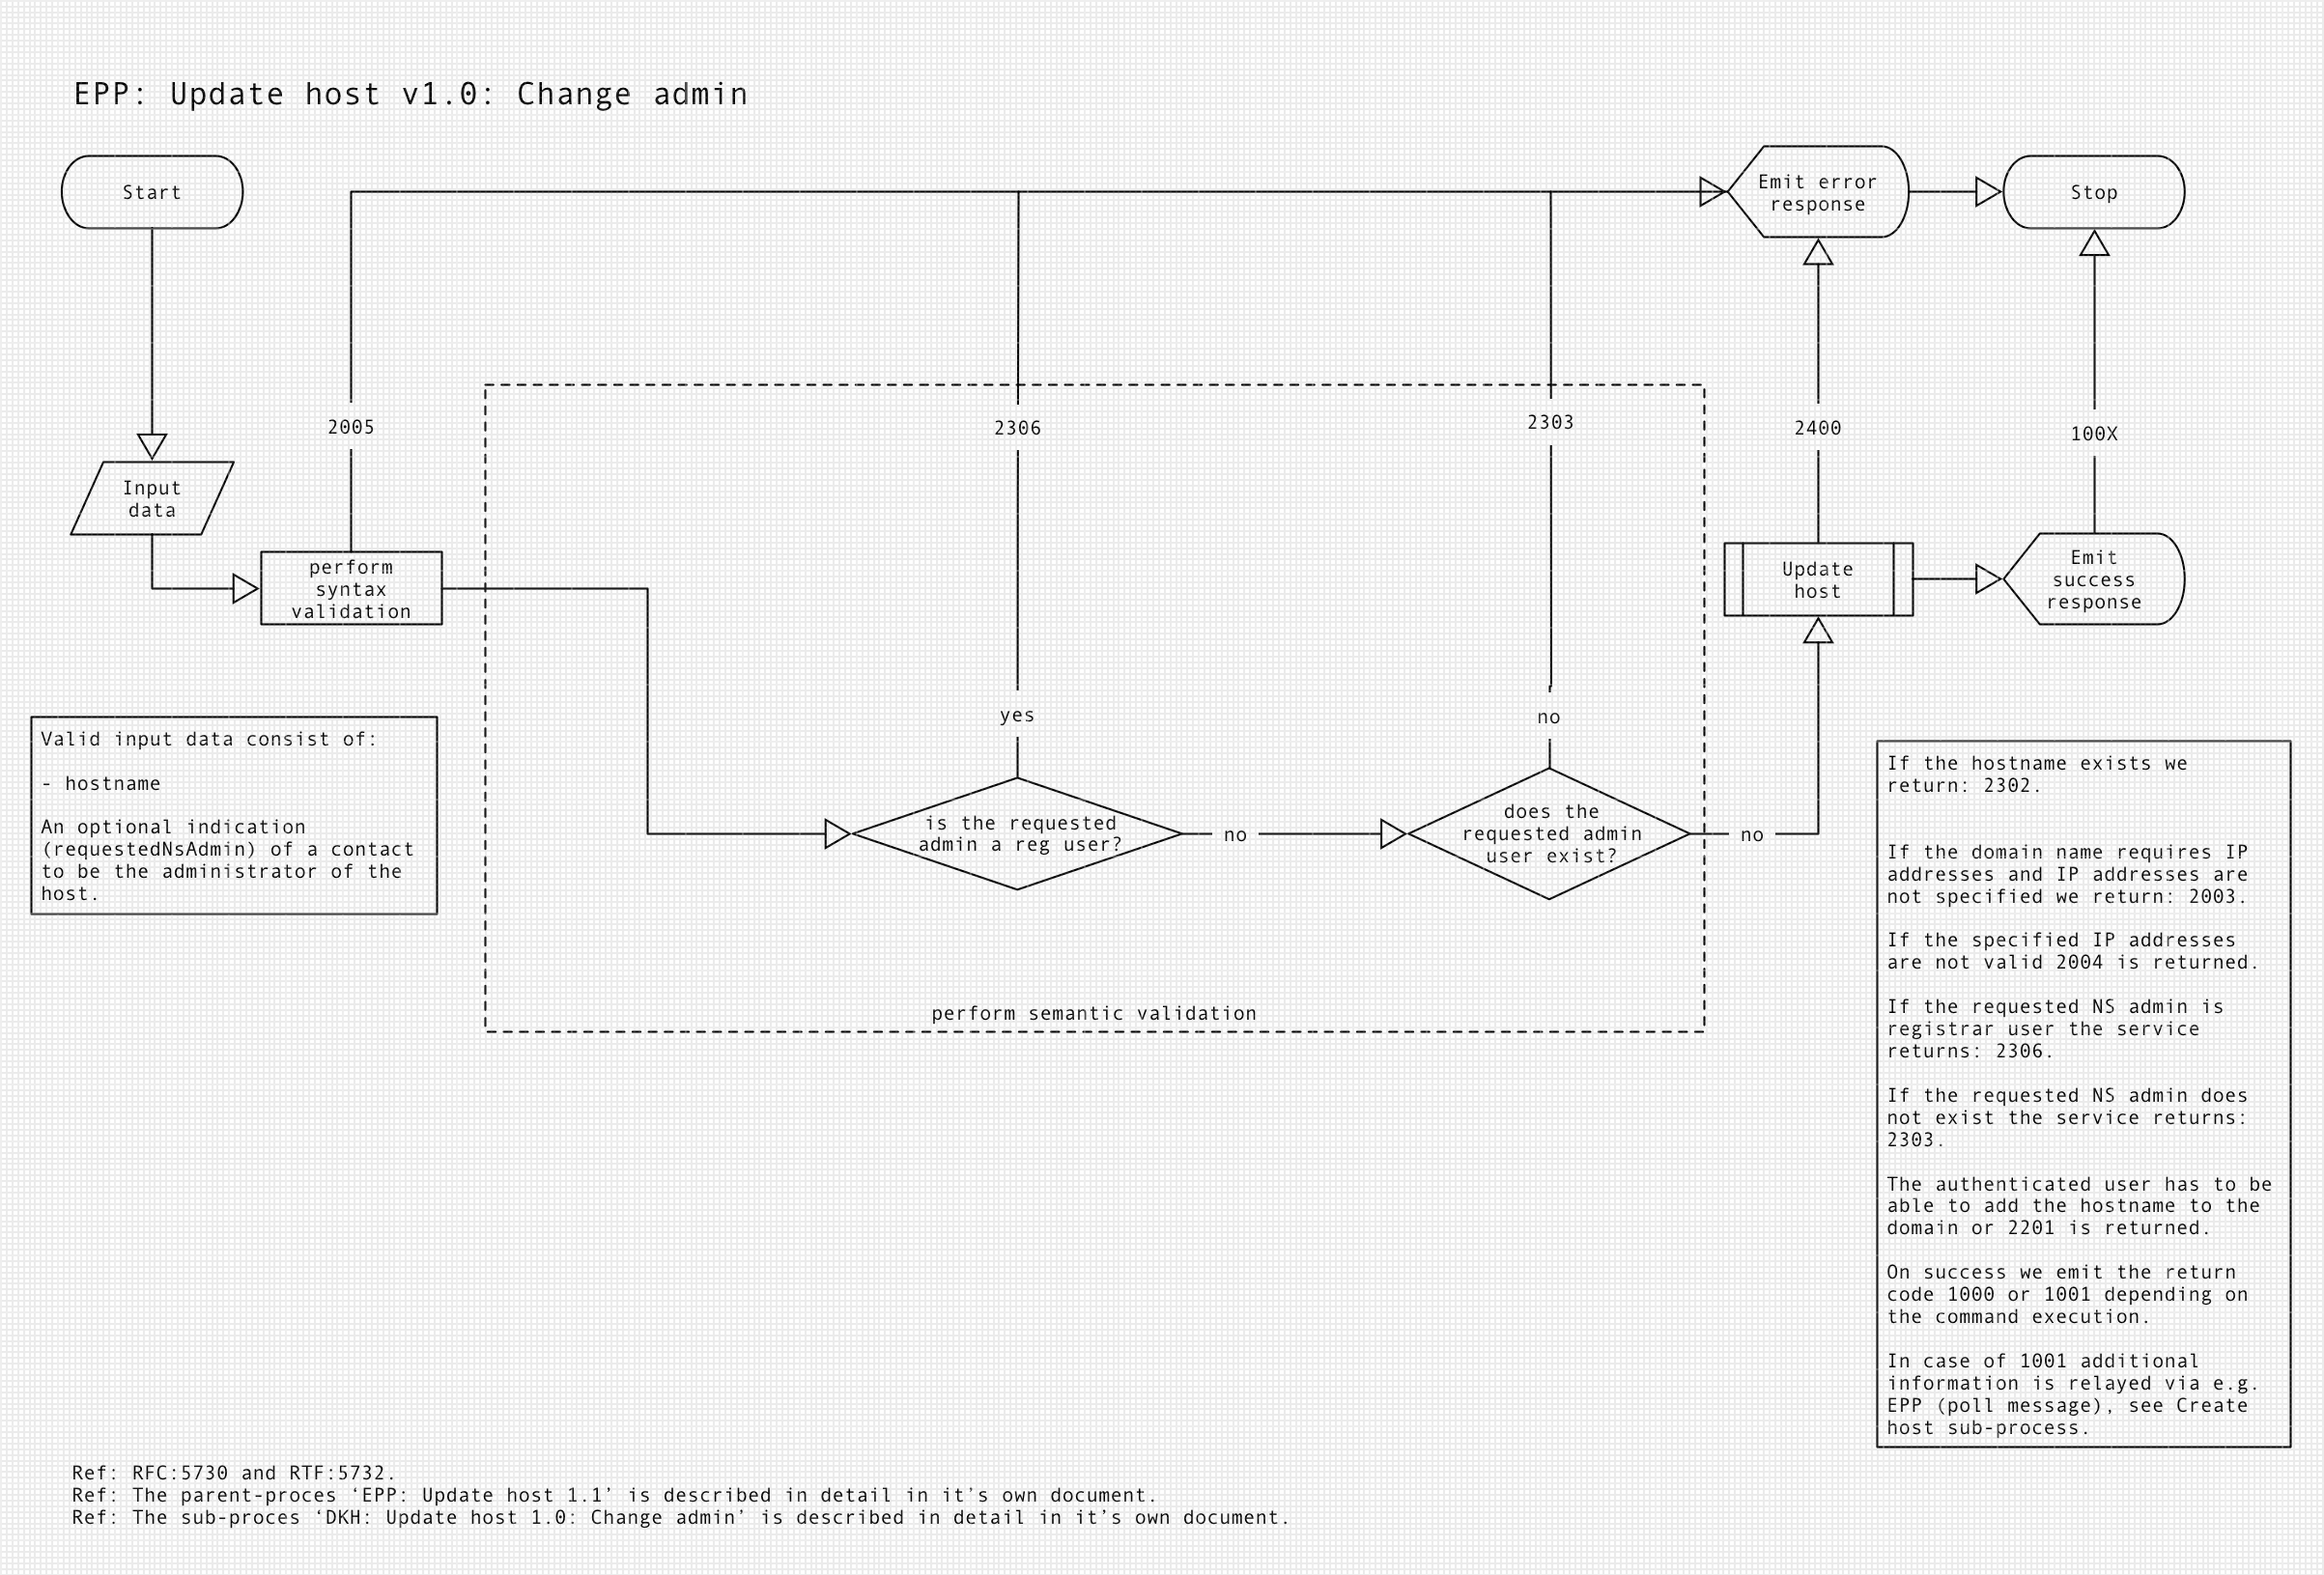 EPP: Update host v1.0: Change admin
Start
Emit error
response
Stop
2005
2306
2303
2400
100X
Input
data
perform
syntax
validation
Update
host
Emit
success
response
yes
no
Valid input data consist of:
- hostname
An optional indication
(requestedNsAdmin) of a contact
to be the administrator of the
host.
is the requested
admin a reg user?
no
does the
requested admin
user exist?
no
perform semantic validation
If the hostname exists we
return: 2302.
If the domain name requires IP
addresses and IP addresses are
not specified we return: 2003.
If the specified IP addresses
are not valid 2004 is returned.
If the requested NS admin is
registrar user the service
returns: 2306.
If the requested NS admin does
not exist the service returns:
2303.
The authenticated user has to be
able to add the hostname to the
domain or 2201 is returned.
On success we emit the return
code 1000 or 1001 depending on
the command execution.
In case of 1001 additional
information is relayed via e.g.
EPP (poll message), see Create
host sub-process.
Ref: RFC:5730 and RTF:5732.
Ref: The parent-proces ‘EPP: Update host 1.1’ is described in detail in it’s own document.
Ref: The sub-proces ‘DKH: Update host 1.0: Change admin’ is described in detail in it’s own document.